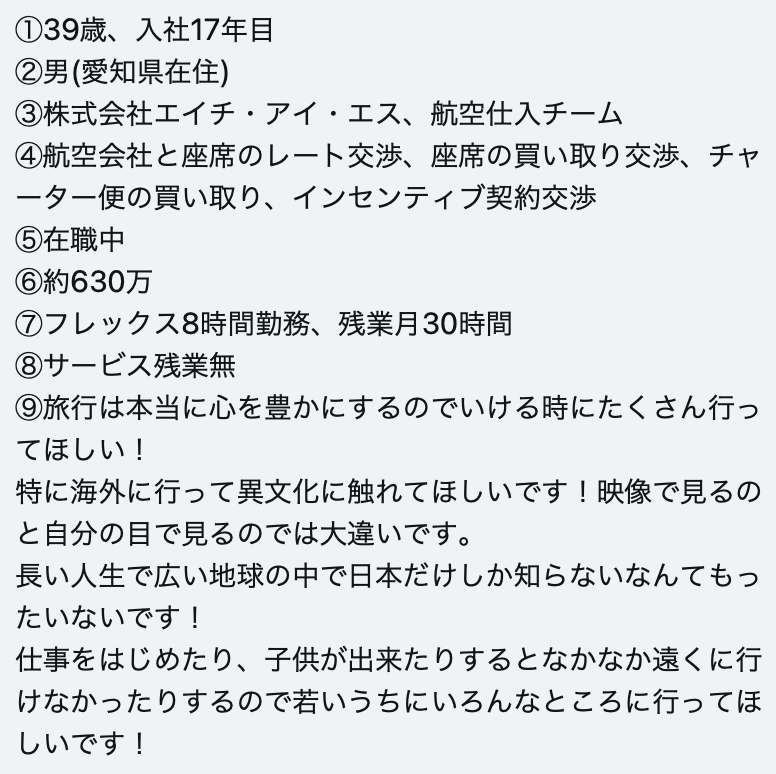 ①39歳、入社17年目
②男(愛知県在住)
③株式会社エイチ・アイ・エス、航空仕入チーム
④航空会社と座席のレート交渉、座席の買い取り交渉、チャ
ーター便の買い取り、インセンティブ契約交渉
⑤在職中
⑥約630万
⑦フレックス8時間勤務、残業月30時間
⑧サービス残業無
⑨旅行は本当に心を豊かにするのでいける時にたくさん行っ
てほしい！
特に海外に行って異文化に触れてほしいです！映像で見るの
と自分の目で見るのでは大違いです。
長い人生で広い地球の中で日本だけしか知らないなんてもっ
たいないです！
仕事をはじめたり、子供が出来たりするとなかなか遠くに行
けなかったりするので若いうちにいろんなところに行ってほ
しいです！